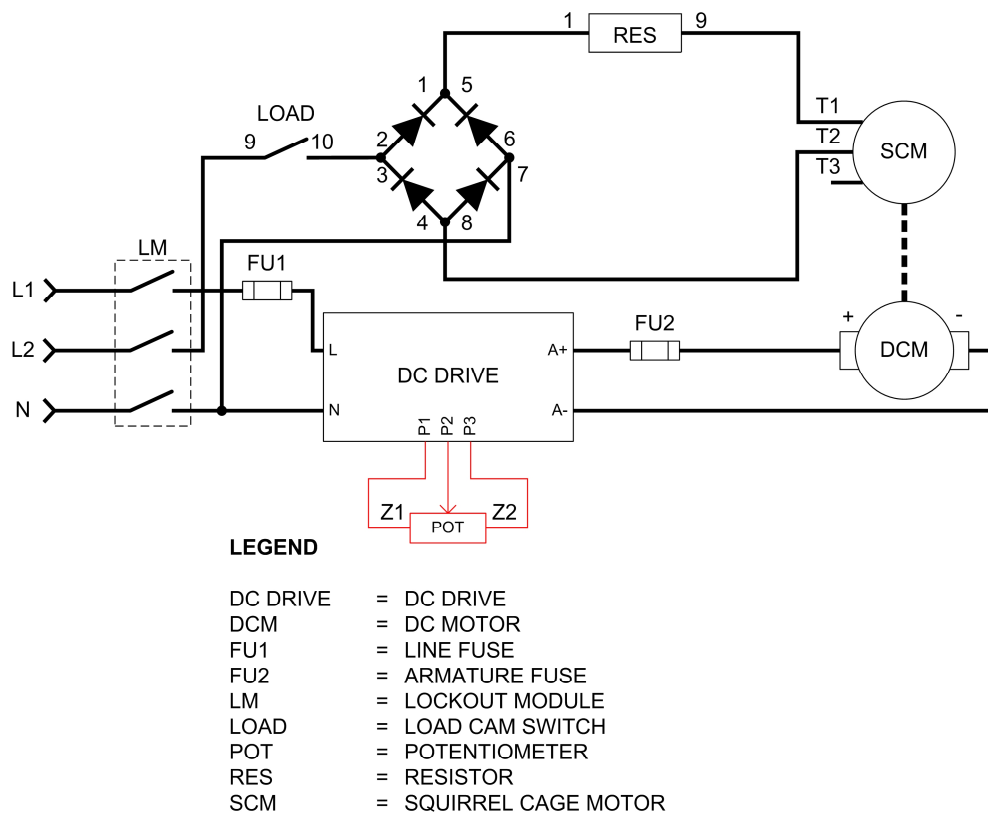 1 RES 9
1 5
LOAD
9 10
2 6
3 7
4 8
T1
T2
T3
SCM
LM
L1
L2
N
FU1
L
N
DC DRIVE
A+
A-
P1 P2 P3
FU2
+ -
DCM
Z1 POT Z2
LEGEND
DC DRIVE = DC DRIVE
DCM = DC MOTOR
FU1 = LINE FUSE
FU2 = ARMATURE FUSE
LM = LOCKOUT MODULE
LOAD = LOAD CAM SWITCH
POT = POTENTIOMETER
RES = RESISTOR
SCM = SQUIRREL CAGE MOTOR